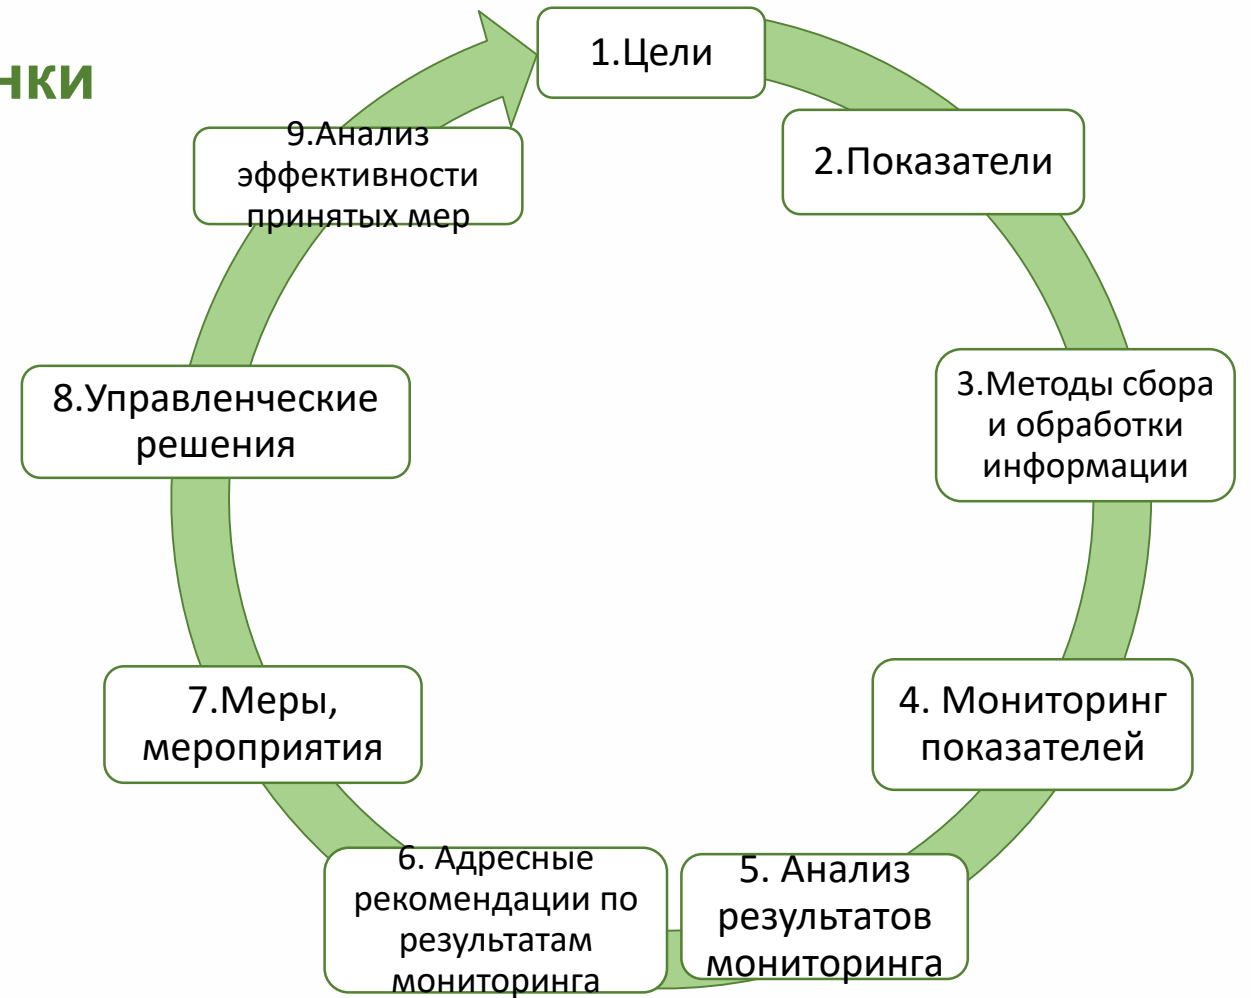 нки
1.Цели
2.Показатели
3.Методы сбора
и обработки
информации
4. Мониторинг
показателей
5. Анализ
результатов
мониторинга
6. Адресные
рекомендации по
результатам
мониторинга
7.Меры,
мероприятия
8.Управленческие
решения
9.Анализ
эффективности
принятых мер